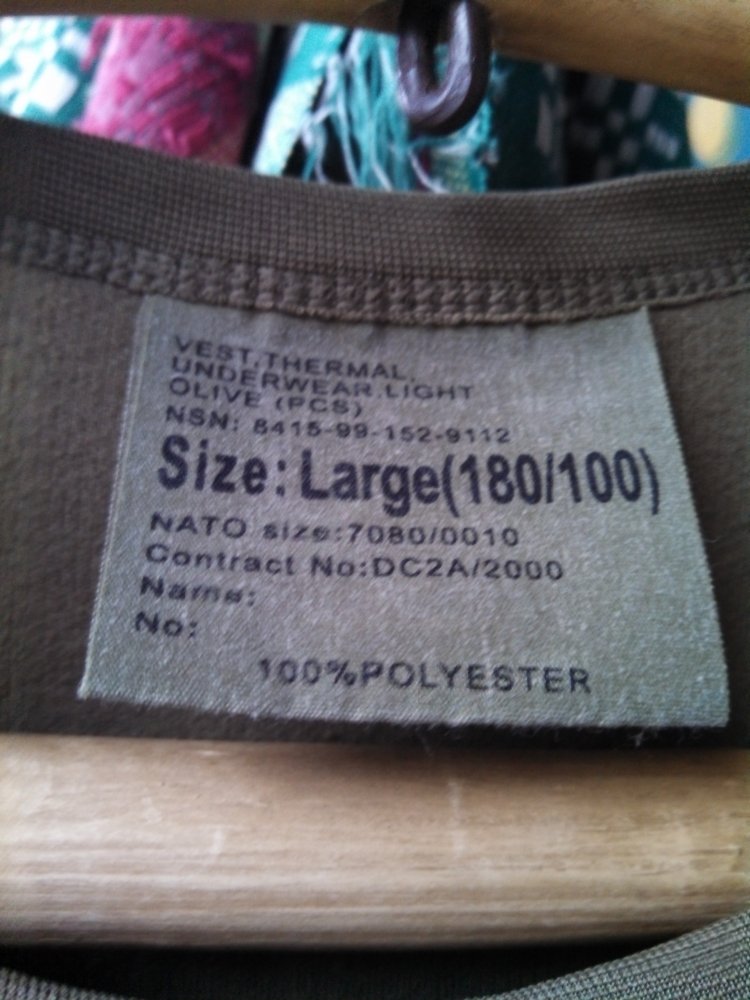 VEST,THERMAL,
UNDERWEAR.LIGHT
OLIVE (PCS)
NSN: 8415-99-152-9112
Size: Large(180/100)
NATO size:7080/0010
Contract No:DC2A/2000
Name:
No:
100%POLYESTER